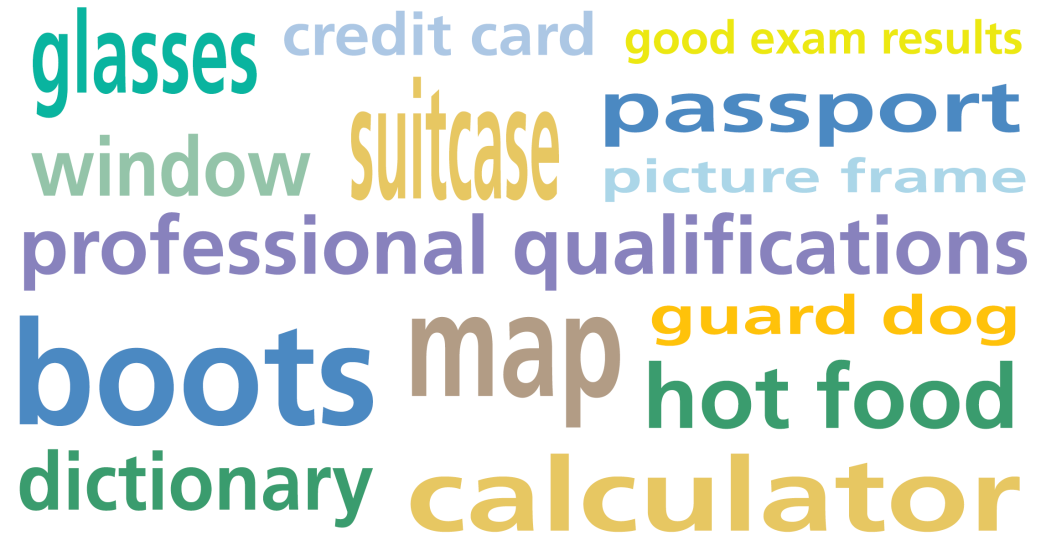 glasses
credit card
good exam results
suitcase
passport
window
picture frame
professional qualifications
boots
map
guard dog
hot food
dictionary
calculator